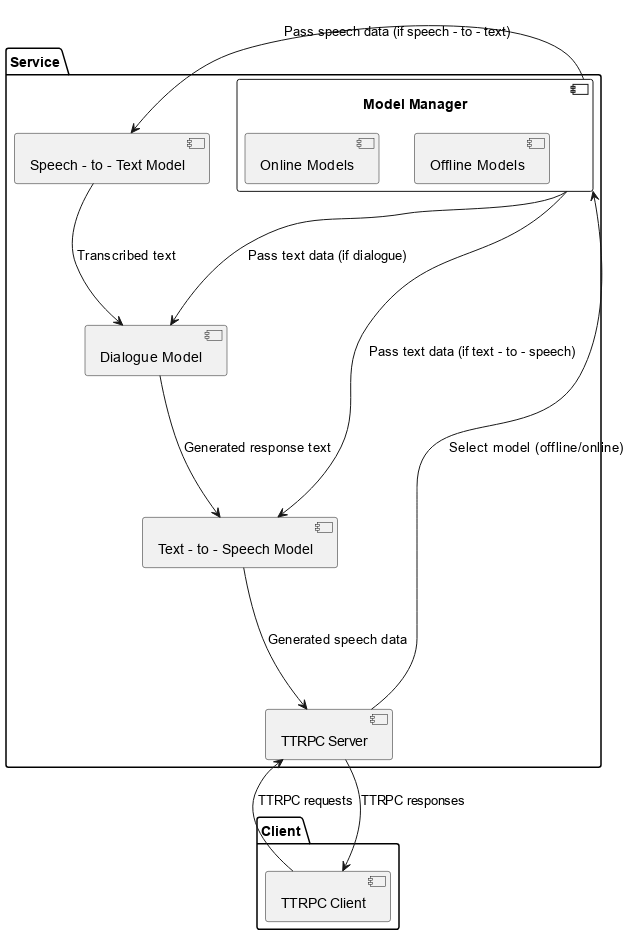 Pass speech data (if speech - to - text)
Service
Model Manager
Speech - to - Text Model
Online Models
Offline Models
Transcribed text
Pass text data (if dialogue)
Dialogue Model
Pass text data (if text - to - speech)
Generated response text
Select model (offline/online)
Text - to - Speech Model
Generated speech data
TTRPC Server
TTRPC requests
TTRPC responses
Client
TTRPC Client